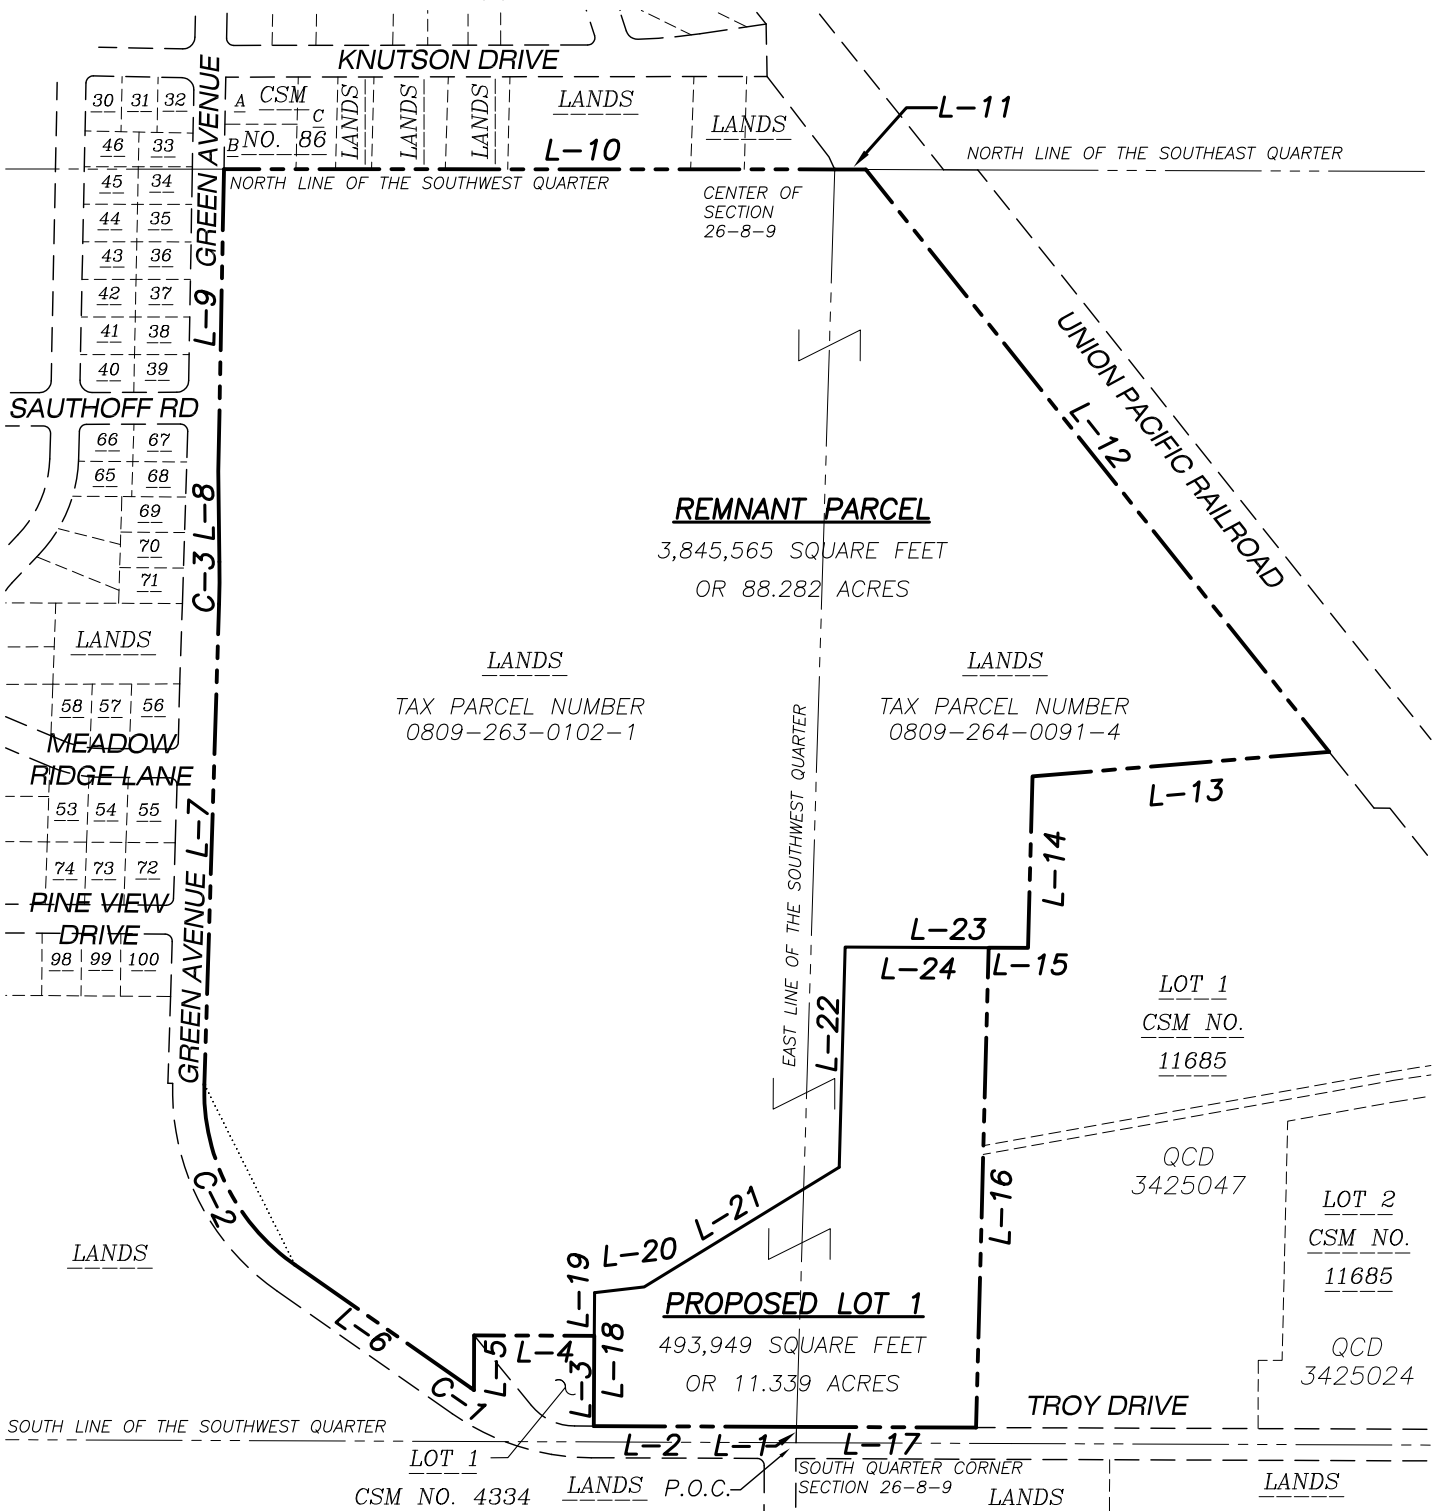 KNUTSON DRIVE
L-11
30 31 32
A CSM
C
B NO. 86
LANDS
LANDS
LANDS
LANDS
LANDS
46 33
L-10
NORTH LINE OF THE SOUTHEAST QUARTER
GREEN AVENUE
45 34
NORTH LINE OF THE SOUTHWEST QUARTER
CENTER OF
SECTION
26-8-9
44 35
43 36
42 37
L-9
41 38
40 39
UNION PACIFIC RAILROAD
SAUTHOFF RD
L-12
66 67
65 68
L-8
69
70
71
C-3
REMNANT PARCEL
3,845,565 SQUARE FEET
OR 88.282 ACRES
LANDS
LANDS
TAX PARCEL NUMBER
0809-263-0102-1
LANDS
TAX PARCEL NUMBER
0809-264-0091-4
58 57 56
MEADOW
RIDGE LANE
EAST LINE OF THE SOUTHWEST QUARTER
L-13
53 54 55
L-7
L-14
74 73 72
PINE VIEW
DRIVE
GREEN AVENUE
98 99 100
L-23
L-24
L-15
L-22
LOT 1
CSM NO.
11685
QCD
3425047
L-16
LOT 2
CSM NO.
11685
QCD
3425024
C-2
L-21
L-20
L-19
LANDS
PROPOSED LOT 1
493,949 SQUARE FEET
OR 11.339 ACRES
L-6
L-4
L-5
L-3
L-18
C-1
TROY DRIVE
SOUTH LINE OF THE SOUTHWEST QUARTER
L-2
L-1
L-17
LOT 1
CSM NO. 4334
LANDS
P.O.C.
SOUTH QUARTER CORNER
SECTION 26-8-9
LANDS
LANDS